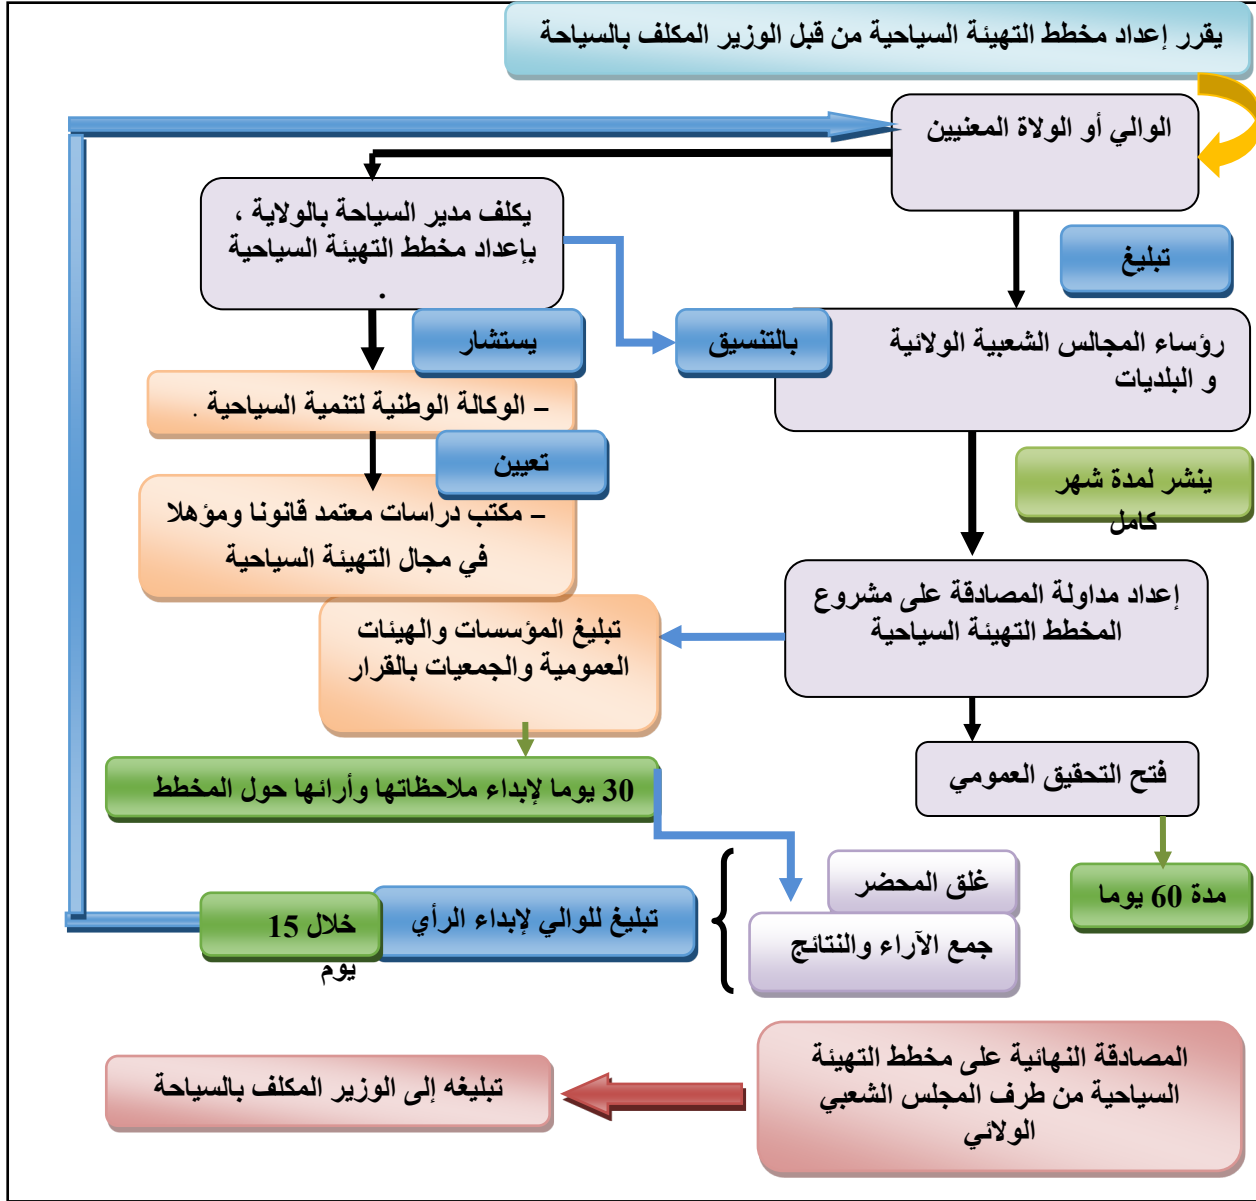 يقرر إعداد مخطط التهيئة السياحية من قبل الوزير المكلف بالسياحة
الوالي أو الولاة المعنيين
يكلف مدير السياحة بالولاية ،
بإعداد مخطط التهيئة السياحية
.
تبليغ
يستشار
بالتنسيق
رؤساء المجالس الشعبية الولائية
و البلديات
– الوكالة الوطنية لتنمية السياحية .
تعيين
– مكتب دراسات معتمد قانونا ومؤهلا
في مجال التهيئة السياحية
ينشر لمدة شهر
كامل
إعداد مداولة المصادقة على مشروع
المخطط التهيئة السياحية
تبليغ المؤسسات والهيئات
العمومية والجمعيات بالقرار
فتح التحقيق العمومي
30 يوما لإبداء ملاحظاتها وأرائها حول المخطط
مدة 60 يوما
غلق المحضر
جمع الآراء والنتائج
تبليغ للوالي لإبداء الرأي
خلال 15
يوم
المصادقة النهائية على مخطط التهيئة
السياحية من طرف المجلس الشعبي
الولائي
تبليغه إلى الوزير المكلف بالسياحة